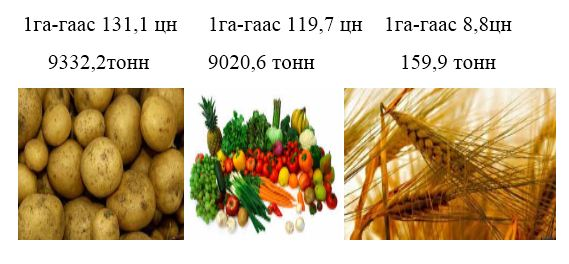 1га-гаас 131,1 цн 1га-гаас 119,7 цн 1га-гаас 8,8цн
9332,2тонн 9020,6 тонн 159,9 тонн